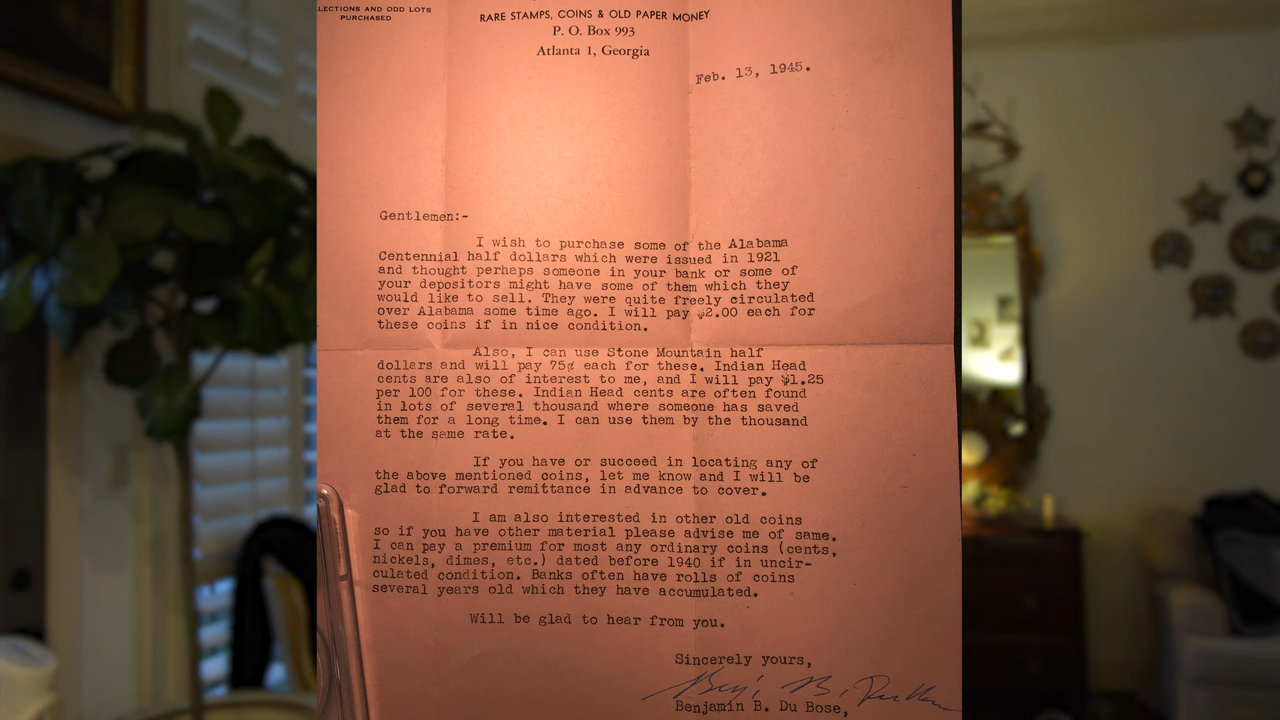 LECTIONS AND ODD LOTS
PURCHASED
RARE STAMPS, COINS & OLD PAPER MONEY
P. O. Box 993
Atlanta 1, Georgia
Feb. 13, 1945.
Gentlemen:-
I wish to purchase some of the Alabama
Centennial half dollars which were issued in 1921
and thought perhaps someone in your bank or some of
your depositors might have some of them which they
would like to sell. They were quite freely circulated
over Alabama some time ago. I will pay $2.00 each for
these coins if in nice condition.
Also, I can use Stone Mountain half
dollars and will pay 75¢ each for these. Indian Head
cents are also of interest to me, and I will pay $1.25
per 100 for these. Indian Head cents are often found
in lots of several thousand where someone has saved
them for a long time. I can use them by the thousand
at the same rate.
If you have or succeed in locating any of
the above mentioned coins, let me know and I will be
glad to forward remittance in advance to cover.
I am also interested in other old coins
so if you have other material please advise me of same.
I can pay a premium for most any ordinary coins (cents,
nickels, dimes, etc.) dated before 1940 if in uncir-
culated condition. Banks often have rolls of coins
several years old which they have accumulated.
Will be glad to hear from you.
Sincerely yours,
Benj. B. Du Bose
Benjamin B. Du Bose,